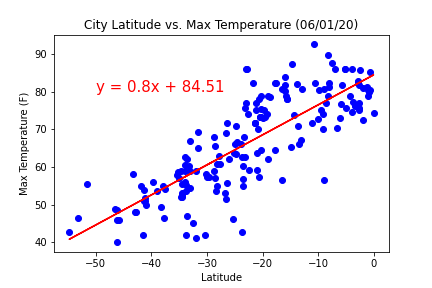 City Latitude vs. Max Temperature (06/01/20)
90
y = 0.8x + 84.51
80
70
60
50
40
Max Temperature (F)
−50 −40 −30 −20 −10 0
Latitude